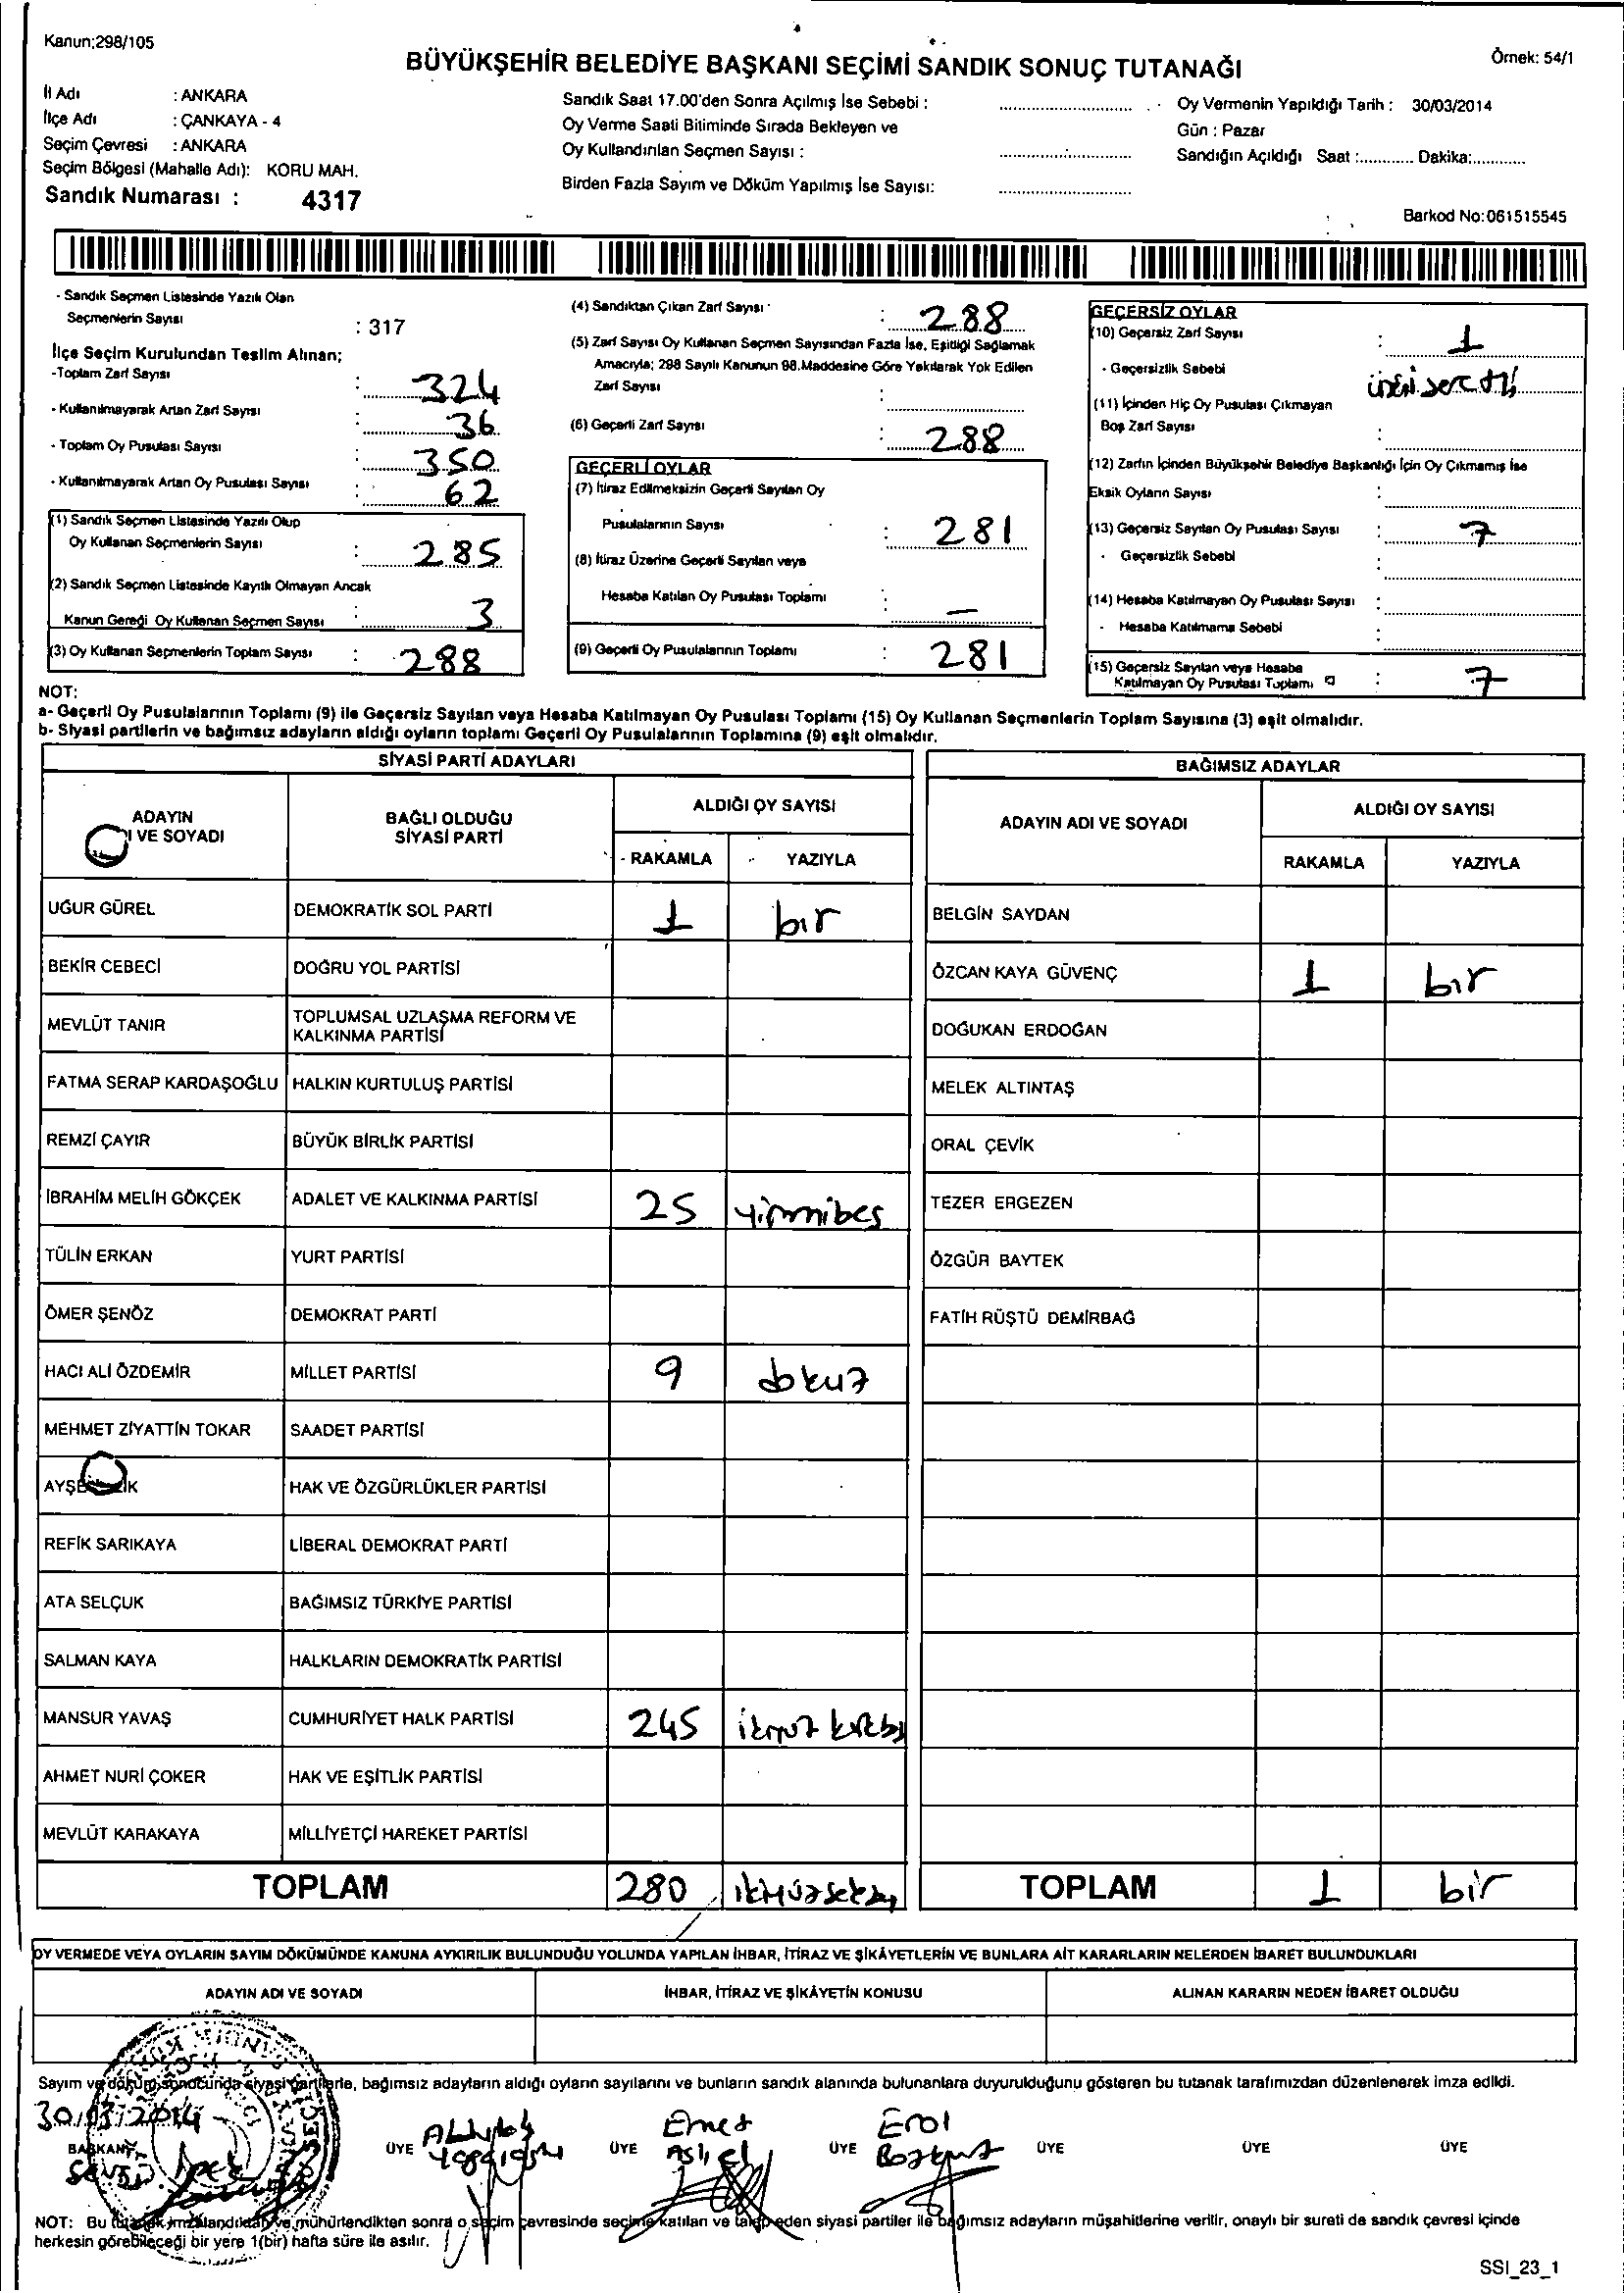 Kanun;298/105
BÜYÜKŞEHİR BELEDİYE BAŞKANI SEÇİMİ SANDIK SONUÇ TUTANAĞI
Örnek: 54/1
İl Adı : ANKARA
İlçe Adı : ÇANKAYA - 4
Seçim Çevresi : ANKARA
Seçim Bölgesi (Mahalle Adı): KORU MAH.
Sandık Numarası : 4317
Sandık Saat 17.00'den Sonra Açılmış İse Sebebi :
Oy Verme Saati Bitiminde Sırada Bekleyen ve
Oy Kullandırılan Seçmen Sayısı :
Birden Fazla Sayım ve Döküm Yapılmış İse Sayısı:
Oy Vermenin Yapıldığı Tarih : 30/03/2014
Gün : Pazar
Sandığın Açıldığı Saat :............ Dakika:............
Barkod No:061515545
- Sandık Seçmen Listesinde Yazılı Olan
Seçmenlerin Sayısı : 317
İlçe Seçim Kurulundan Teslim Alınan;
-Toplam Zarf Sayısı : 324
- Kullanılmayarak Artan Zarf Sayısı : 36
- Toplam Oy Pusulası Sayısı : 350
- Kullanılmayarak Artan Oy Pusulası Sayısı : 62
(1) Sandık Seçmen Listesinde Yazılı Olup
Oy Kullanan Seçmenlerin Sayısı : 285
(2) Sandık Seçmen Listesinde Kayıtlı Olmayan Ancak
Kanun Gereği Oy Kullanan Seçmen Sayısı : 3
(3) Oy Kullanan Seçmenlerin Toplam Sayısı : 288
(4) Sandıktan Çıkan Zarf Sayısı : 288
(5) Zarf Sayısı Oy Kullanan Seçmen Sayısından Fazla İse, Eşitliği Sağlamak
Amacıyla; 298 Sayılı Kanunun 98.Maddesine Göre Yakılarak Yok Edilen
Zarf Sayısı :
(6) Geçerli Zarf Sayısı : 288
GEÇERLİ OYLAR
(7) İtiraz Edilmeksizin Geçerli Sayılan Oy
Pusulalarının Sayısı : 281
(8) İtiraz Üzerine Geçerli Sayılan veya
Hesaba Katılan Oy Pusulası Toplamı : —
(9) Geçerli Oy Pusulalarının Toplamı : 281
GEÇERSİZ OYLAR
(10) Geçersiz Zarf Sayısı : 1
- Geçersizlik Sebebi
(11) İçinden Hiç Oy Pusulası Çıkmayan
Boş Zarf Sayısı :
(12) Zarfın İçinden Büyükşehir Belediye Başkanlığı İçin Oy Çıkmamış İse
Eksik Oyların Sayısı :
(13) Geçersiz Sayılan Oy Pusulası Sayısı : 7
- Geçersizlik Sebebi :
(14) Hesaba Katılmayan Oy Pusulası Sayısı :
- Hesaba Katılmama Sebebi :
(15) Geçersiz Sayılan veya Hesaba
Katılmayan Oy Pusulası Toplamı : 7
NOT:
a- Geçerli Oy Pusulalarının Toplamı (9) ile Geçersiz Sayılan veya Hesaba Katılmayan Oy Pusulası Toplamı (15) Oy Kullanan Seçmenlerin Toplam Sayısına (3) eşit olmalıdır.
b- Siyasi partilerin ve bağımsız adayların aldığı oyların toplamı Geçerli Oy Pusulalarının Toplamına (9) eşit olmalıdır.
SİYASİ PARTİ ADAYLARI
ADAYIN
I VE SOYADI
BAĞLI OLDUĞU
SİYASİ PARTİ
ALDIĞI OY SAYISI
RAKAMLA YAZIYLA
UĞUR GÜREL DEMOKRATİK SOL PARTİ 1 bir
BEKİR CEBECİ DOĞRU YOL PARTİSİ
MEVLÜT TANIR TOPLUMSAL UZLAŞMA REFORM VE
KALKINMA PARTİSİ
FATMA SERAP KARDAŞOĞLU HALKIN KURTULUŞ PARTİSİ
REMZİ ÇAYIR BÜYÜK BİRLİK PARTİSİ
İBRAHİM MELİH GÖKÇEK ADALET VE KALKINMA PARTİSİ 25 yirmibeş
TÜLİN ERKAN YURT PARTİSİ
ÖMER ŞENÖZ DEMOKRAT PARTİ
HACI ALİ ÖZDEMİR MİLLET PARTİSİ 9 dokuz
MEHMET ZİYATTİN TOKAR SAADET PARTİSİ
HAK VE ÖZGÜRLÜKLER PARTİSİ
REFİK SARIKAYA LİBERAL DEMOKRAT PARTİ
ATA SELÇUK BAĞIMSIZ TÜRKİYE PARTİSİ
SALMAN KAYA HALKLARIN DEMOKRATİK PARTİSİ
MANSUR YAVAŞ CUMHURİYET HALK PARTİSİ 245
AHMET NURİ ÇOKER HAK VE EŞİTLİK PARTİSİ
MEVLÜT KARAKAYA MİLLİYETÇİ HAREKET PARTİSİ
TOPLAM 280
BAĞIMSIZ ADAYLAR
ADAYIN ADI VE SOYADI
ALDIĞI OY SAYISI
RAKAMLA YAZIYLA
BELGİN SAYDAN
ÖZCAN KAYA GÜVENÇ 1 bir
DOĞUKAN ERDOĞAN
MELEK ALTINTAŞ
ORAL ÇEVİK
TEZER ERGEZEN
ÖZGÜR BAYTEK
FATİH RÜŞTÜ DEMİRBAĞ
TOPLAM 1 bir
OY VERMEDE VEYA OYLARIN SAYIM DÖKÜMÜNDE KANUNA AYKIRILIK BULUNDUĞU YOLUNDA YAPILAN İHBAR, İTİRAZ VE ŞİKÂYETLERİN VE BUNLARA AİT KARARLARIN NELERDEN İBARET BULUNDUKLARI
ADAYIN ADI VE SOYADI
İHBAR, İTİRAZ VE ŞİKÂYETİN KONUSU
ALINAN KARARIN NEDEN İBARET OLDUĞU
Sayım ve döküm sonucunda siyasi partilerle, bağımsız adayların aldığı oyların sayılarını ve bunların sandık alanında bulunanlara duyurulduğunu gösteren bu tutanak tarafımızdan düzenlenerek imza edildi.
30/03/2014
BAŞKAN
ÜYE
ÜYE
ÜYE Erol
ÜYE
ÜYE
ÜYE
NOT: Bu tutanak imzalandıktan ve mühürlendikten sonra o seçim çevresinde seçime katılan ve talep eden siyasi partiler ile bağımsız adayların müşahitlerine verilir, onaylı bir sureti de sandık çevresi içinde
herkesin görebileceği bir yere 1(bir) hafta süre ile asılır.
SSI_23_1